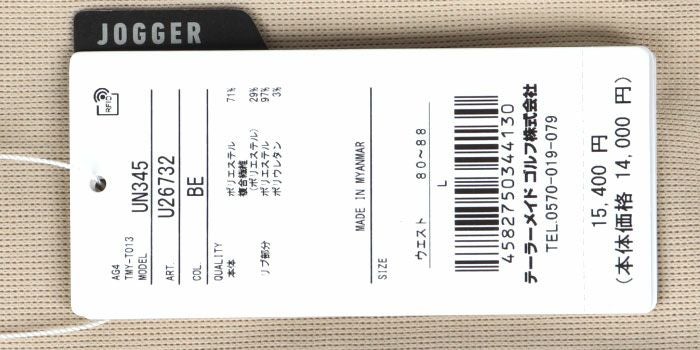 JOGGER
RFID
AG4
TMY-TO13
MODEL UN345
ART. U26732
COL. BE
QUALITY
本体 ポリエステル 71%
複合繊維
(ポリエステル) 29%
リブ部分 ポリエステル 97%
ポリウレタン 3%
MADE IN MYANMAR
SIZE
ウエスト 80~88
L
4582750344130
テーラーメイド ゴルフ株式会社
TEL.0570-019-079
15,400 円
(本体価格 14,000 円)